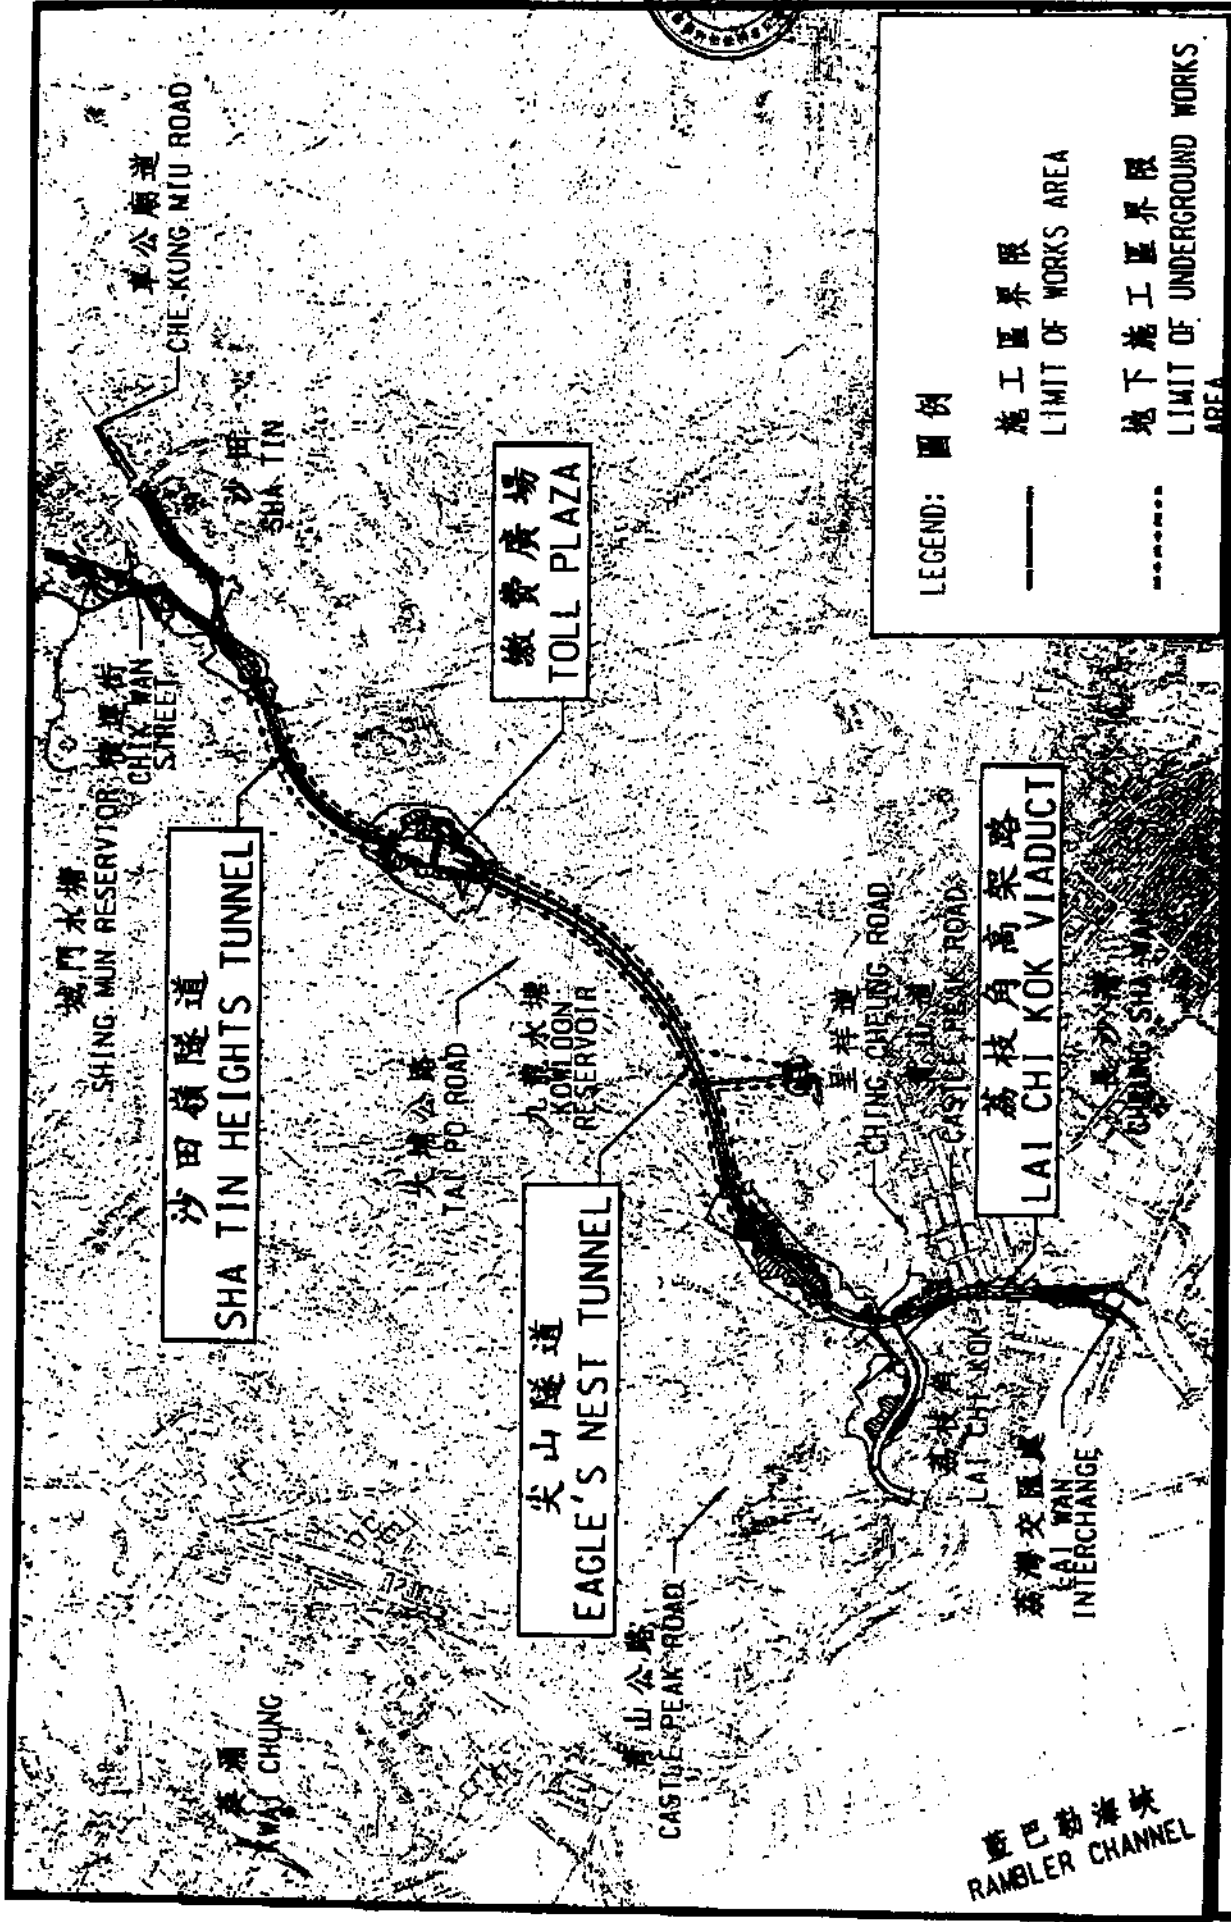 城門水塘
SHING MUN RESERVIOR
CHIK WAN
STREET
車公廟道
CHE KUNG MIU ROAD
沙田
SHA TIN
沙田嶺隧道
SHA TIN HEIGHTS TUNNEL
葵涌
KWAI CHUNG
大埔公路
TAI PO ROAD
繳費廣場
TOLL PLAZA
九龍水塘
KOWLOON
RESERVOIR
尖山隧道
EAGLE'S NEST TUNNEL
青山公路
CASTLE PEAK ROAD
呈祥道
CHING CHEUNG ROAD
青山道
CASTLE PEAK ROAD
荔枝角
LAI CHI KOK
荔枝角高架路
LAI CHI KOK VIADUCT
荔灣交匯處
LAI WAN
INTERCHANGE
長沙灣
CHEUNG SHA WAN
藍巴勒海峽
RAMBLER CHANNEL
LEGEND: 圖例
施工區界限
LIMIT OF WORKS AREA
地下施工區界限
LIMIT OF UNDERGROUND WORKS
AREA